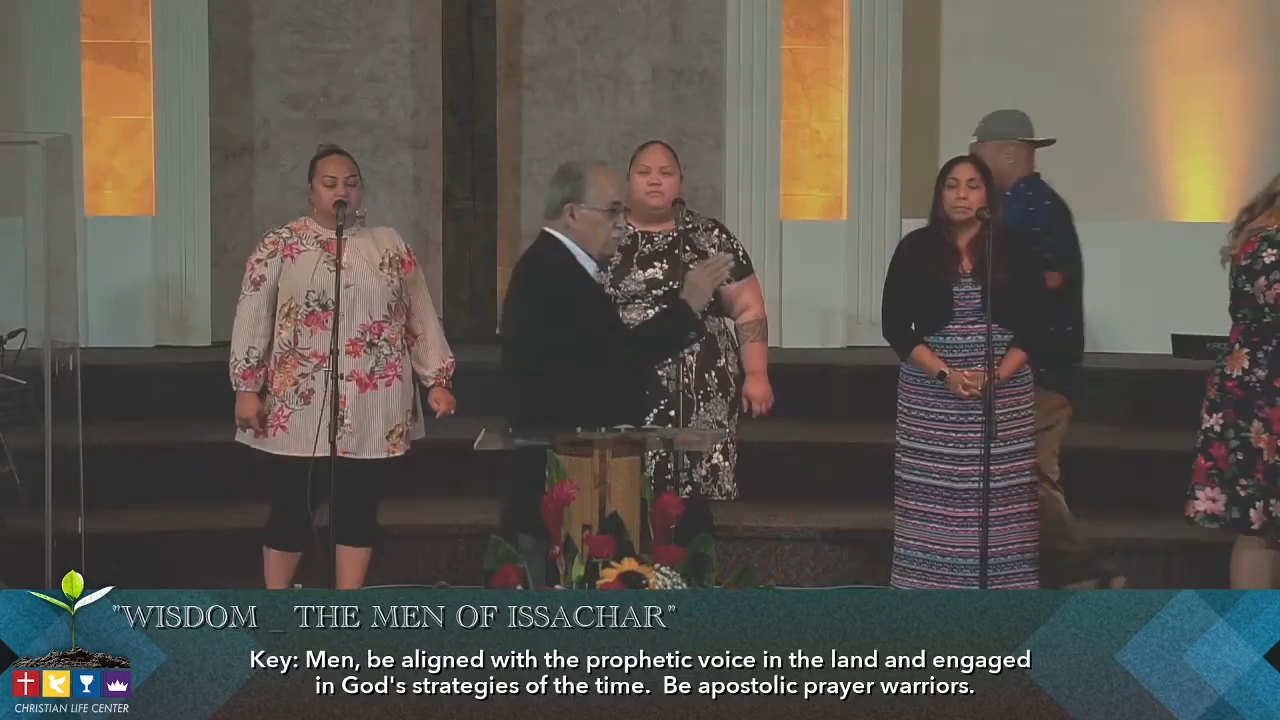 "WISDOM _ THE MEN OF ISSACHAR"
Key: Men, be aligned with the prophetic voice in the land and engaged
in God's strategies of the time.  Be apostolic prayer warriors.
CHRISTIAN LIFE CENTER